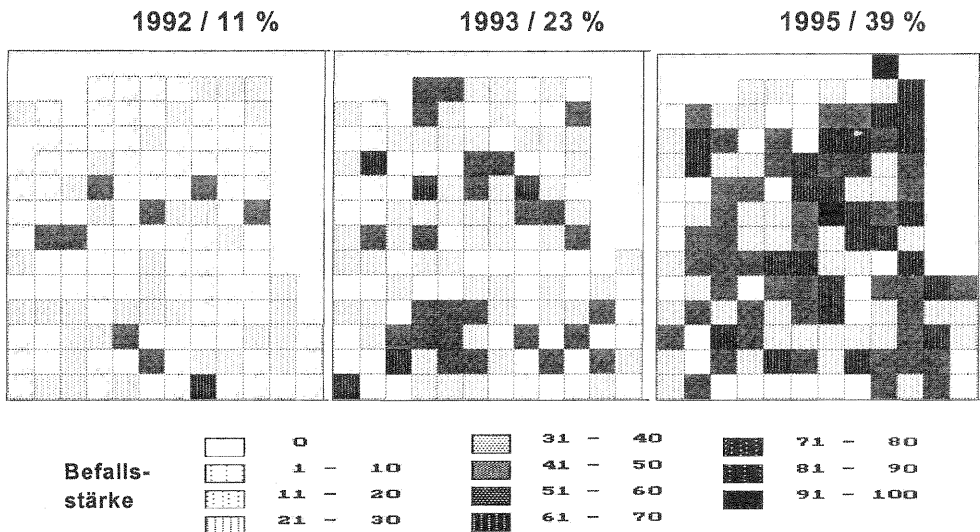 1992 / 11 %
1993 / 23 %
1995 / 39 %
Befalls-
stärke
0
1 - 10
11 - 20
21 - 30
31 - 40
41 - 50
51 - 60
61 - 70
71 - 80
81 - 90
91 - 100